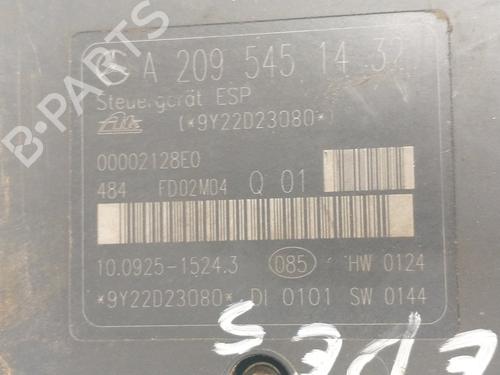 A 209 545 14 32
Steuergerät ESP
Ate (*9Y22D23080*)
00002128E0
484 FD02M04 Q 01
10.0925-1524.3 085 HW 0124
*9Y22D23080* DI 0101 SW 0144
B-PARTS